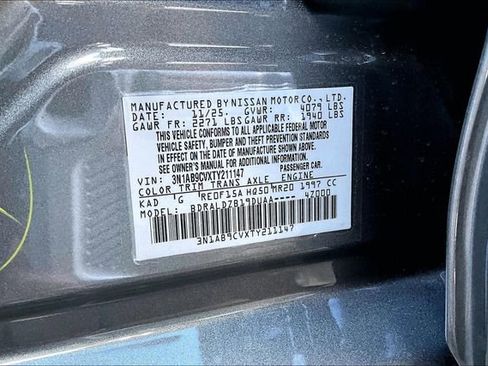 MANUFACTURED BY NISSAN MOTOR CO., LTD.
DATE: 11/25. GVWR: 4079 LBS
GAWR FR: 2271 LBS GAWR RR: 1940 LBS
THIS VEHICLE CONFORMS TO ALL APPLICABLE FEDERAL MOTOR
VEHICLE SAFETY, BUMPER AND THEFT PREVENTION STANDARDS
IN EFFECT ON THE DATE OF MANUFACTURE SHOWN ABOVE.
SEE OWNER'S MANUAL FOR FURTHER INFORMATION.
VIN: 3N1AB9CVXTY211147 PASSENGER CAR.
COLOR TRIM TRANS AXLE ENGINE
KAD G RE0F15A HQ50 MR20 1997 CC
MODEL: BDRALDZB19DUAA---- 47000
3N1AB9CVXTY211147